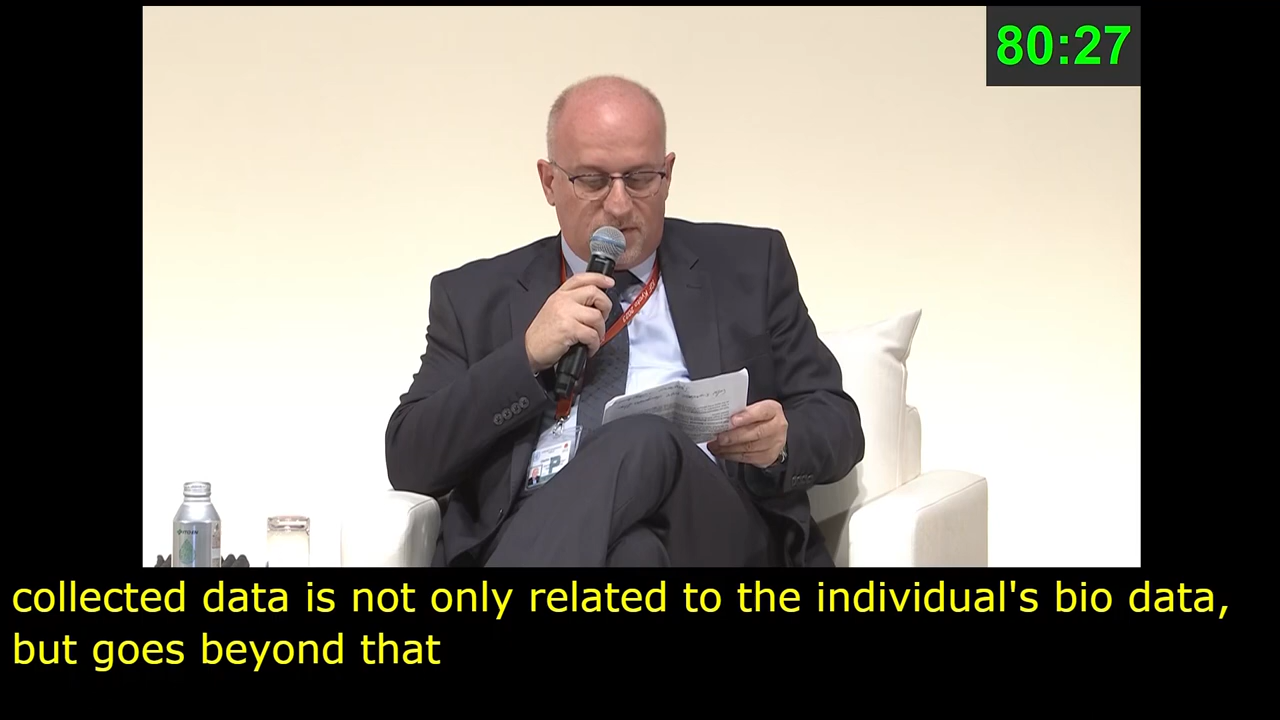 80:27
collected data is not only related to the individual's bio data,
but goes beyond that